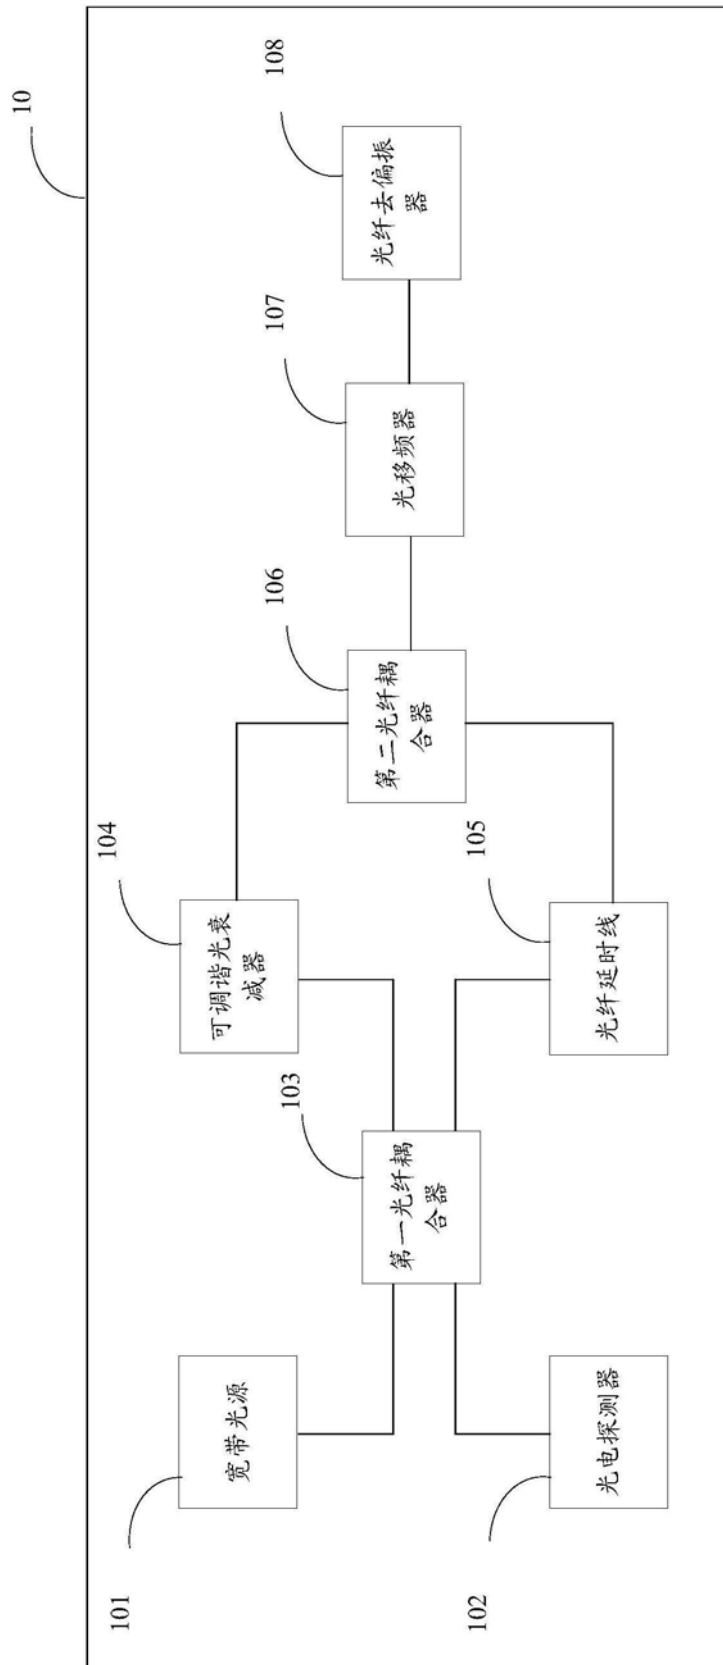 10
101
宽带光源
102
光电探测器
103
第一光纤耦
合器
104
可调谐光衰
减器
105
光纤延时线
106
第二光纤耦
合器
107
光移频器
108
光纤去偏振
器